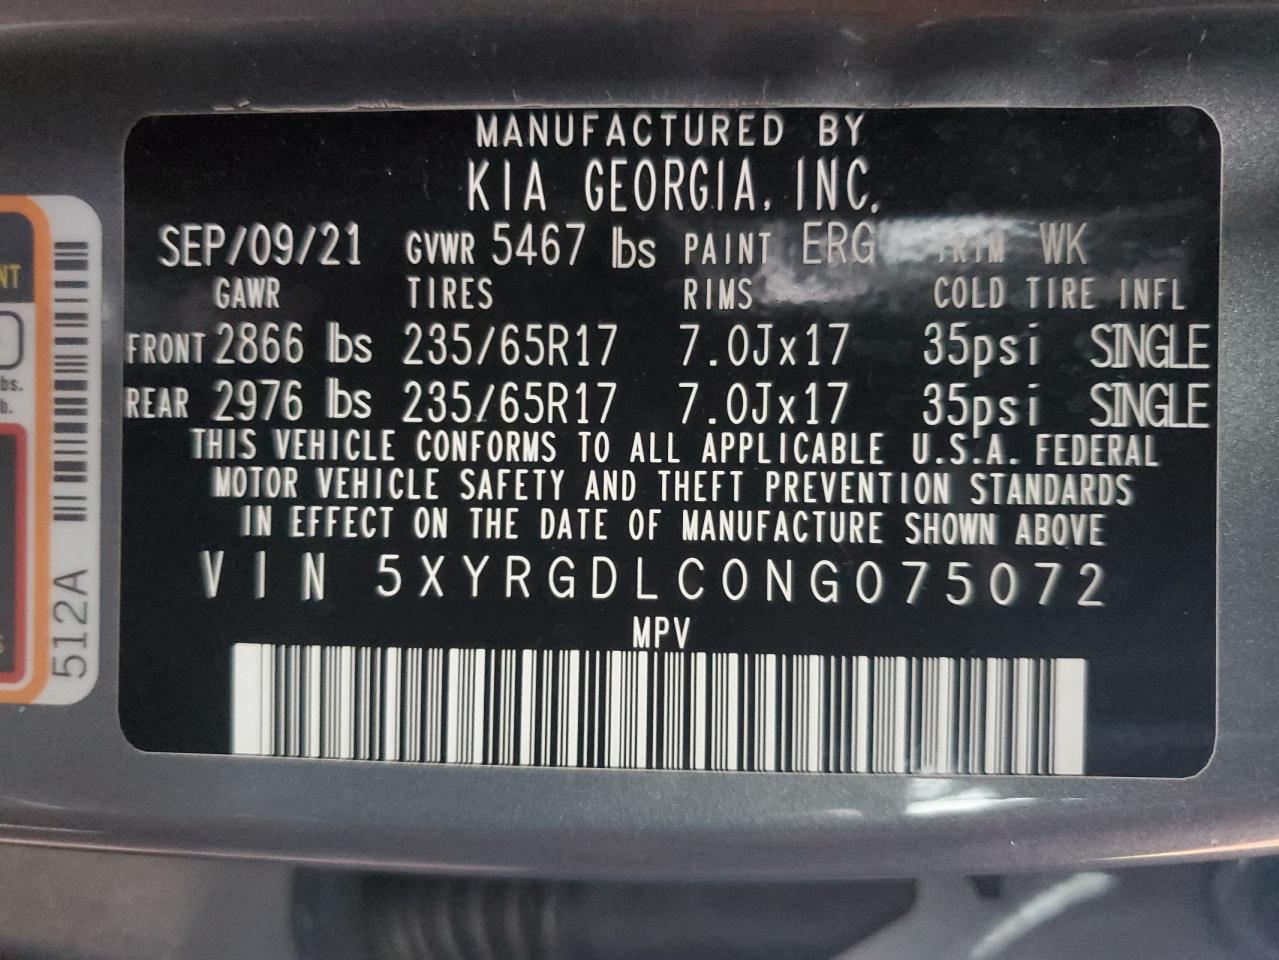 MANUFACTURED BY
KIA GEORGIA, INC.
SEP/09/21 GVWR 5467 lbs PAINT ERG TRIM WK
GAWR TIRES RIMS COLD TIRE INFL
FRONT 2866 lbs 235/65R17 7.0Jx17 35psi SINGLE
REAR 2976 lbs 235/65R17 7.0Jx17 35psi SINGLE
THIS VEHICLE CONFORMS TO ALL APPLICABLE U.S.A. FEDERAL
MOTOR VEHICLE SAFETY AND THEFT PREVENTION STANDARDS
IN EFFECT ON THE DATE OF MANUFACTURE SHOWN ABOVE
VIN 5XYRGDLC0NG075072
MPV
512A
NT
bs.
b.